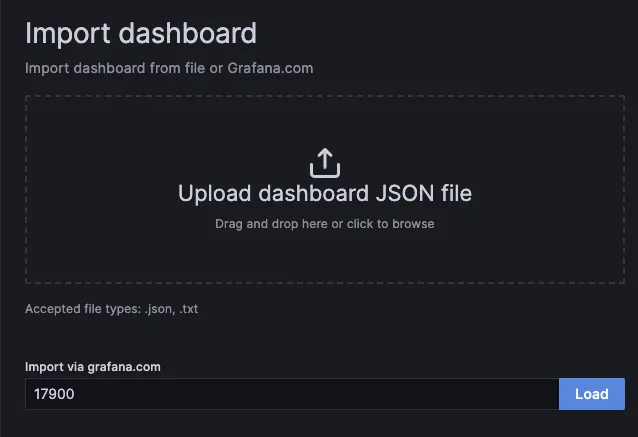 Import dashboard
Import dashboard from file or Grafana.com
Upload dashboard JSON file
Drag and drop here or click to browse
Accepted file types: .json, .txt
Import via grafana.com
17900
Load